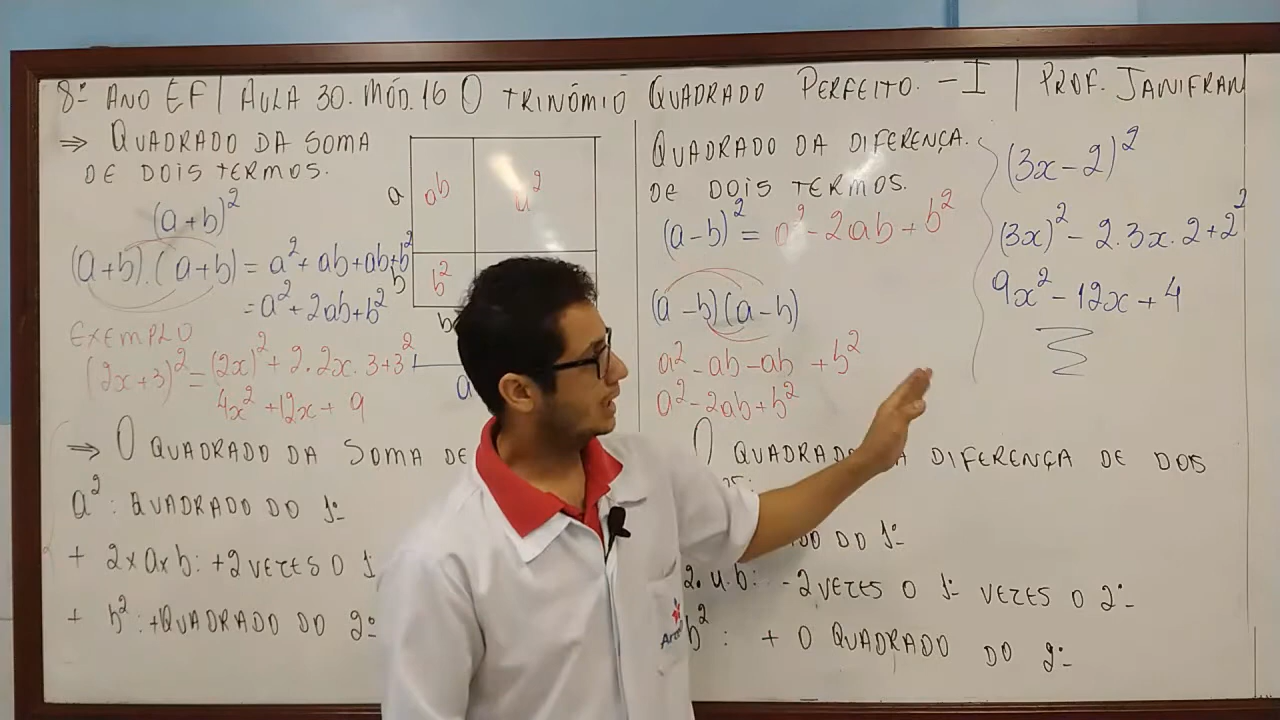 8º ANO EF | AULA 30. MÓD. 16 O TRINÔMIO QUADRADO PERFEITO. - I | PROF. JANIFRAN
⇒ QUADRADO DA SOMA
DE DOIS TERMOS.
(a+b)²
(a+b).(a+b) = a² + ab + ab + b²
= a² + 2ab + b²
EXEMPLO
(2x+3)² = (2x)² + 2.2x.3 + 3²
4x² + 12x + 9
a
ab
a²
b
b²
b
a
⇒ O QUADRADO DA SOMA DE
a²: QUADRADO DO 1º
+ 2xaxb: +2 VEZES O 1
+ b²: +QUADRADO DO 2º
QUADRADO DA DIFERENÇA.
DE DOIS TERMOS.
(a-b)² = a² - 2ab + b²
(a-b)(a-b)
a² - ab - ab + b²
a² - 2ab + b²
(3x-2)²
(3x)² - 2.3x.2 + 2²
9x² - 12x + 4
O QUADRADO DIFERENÇA DE DOS
DO 1º
2.a.b: -2 VEZES O 1º VEZES O 2º
b²: + O QUADRADO DO 2º